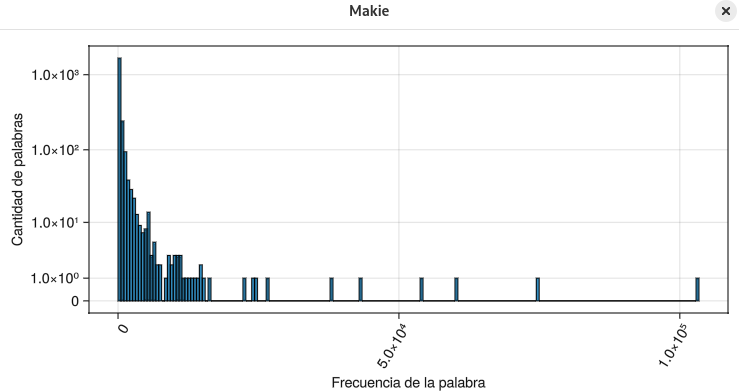 Makie
1.0×10³
1.0×10²
1.0×10¹
1.0×10⁰
0
Cantidad de palabras
0
5.0×10⁴
1.0×10⁵
Frecuencia de la palabra